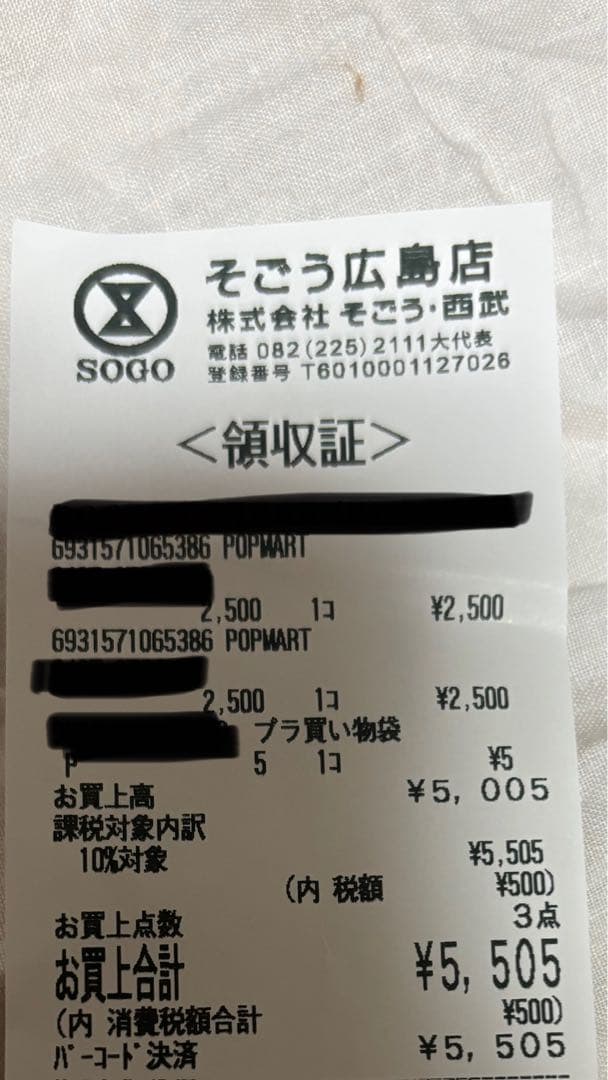 そごう広島店
株式会社 そごう・西武
電話 082(225)2111大代表
登録番号 T6010001127026
SOGO
<領収証>
6931571065386 POPMART
2,500 1コ ¥2,500
6931571065386 POPMART
2,500 1コ ¥2,500
プラ買い物袋
P 5 1コ ¥5
お買上高 ¥5,005
課税対象内訳
10%対象 ¥5,505
(内 税額 ¥500)
お買上点数 3点
お買上合計 ¥5,505
(内 消費税額合計 ¥500)
バーコード決済 ¥5,505